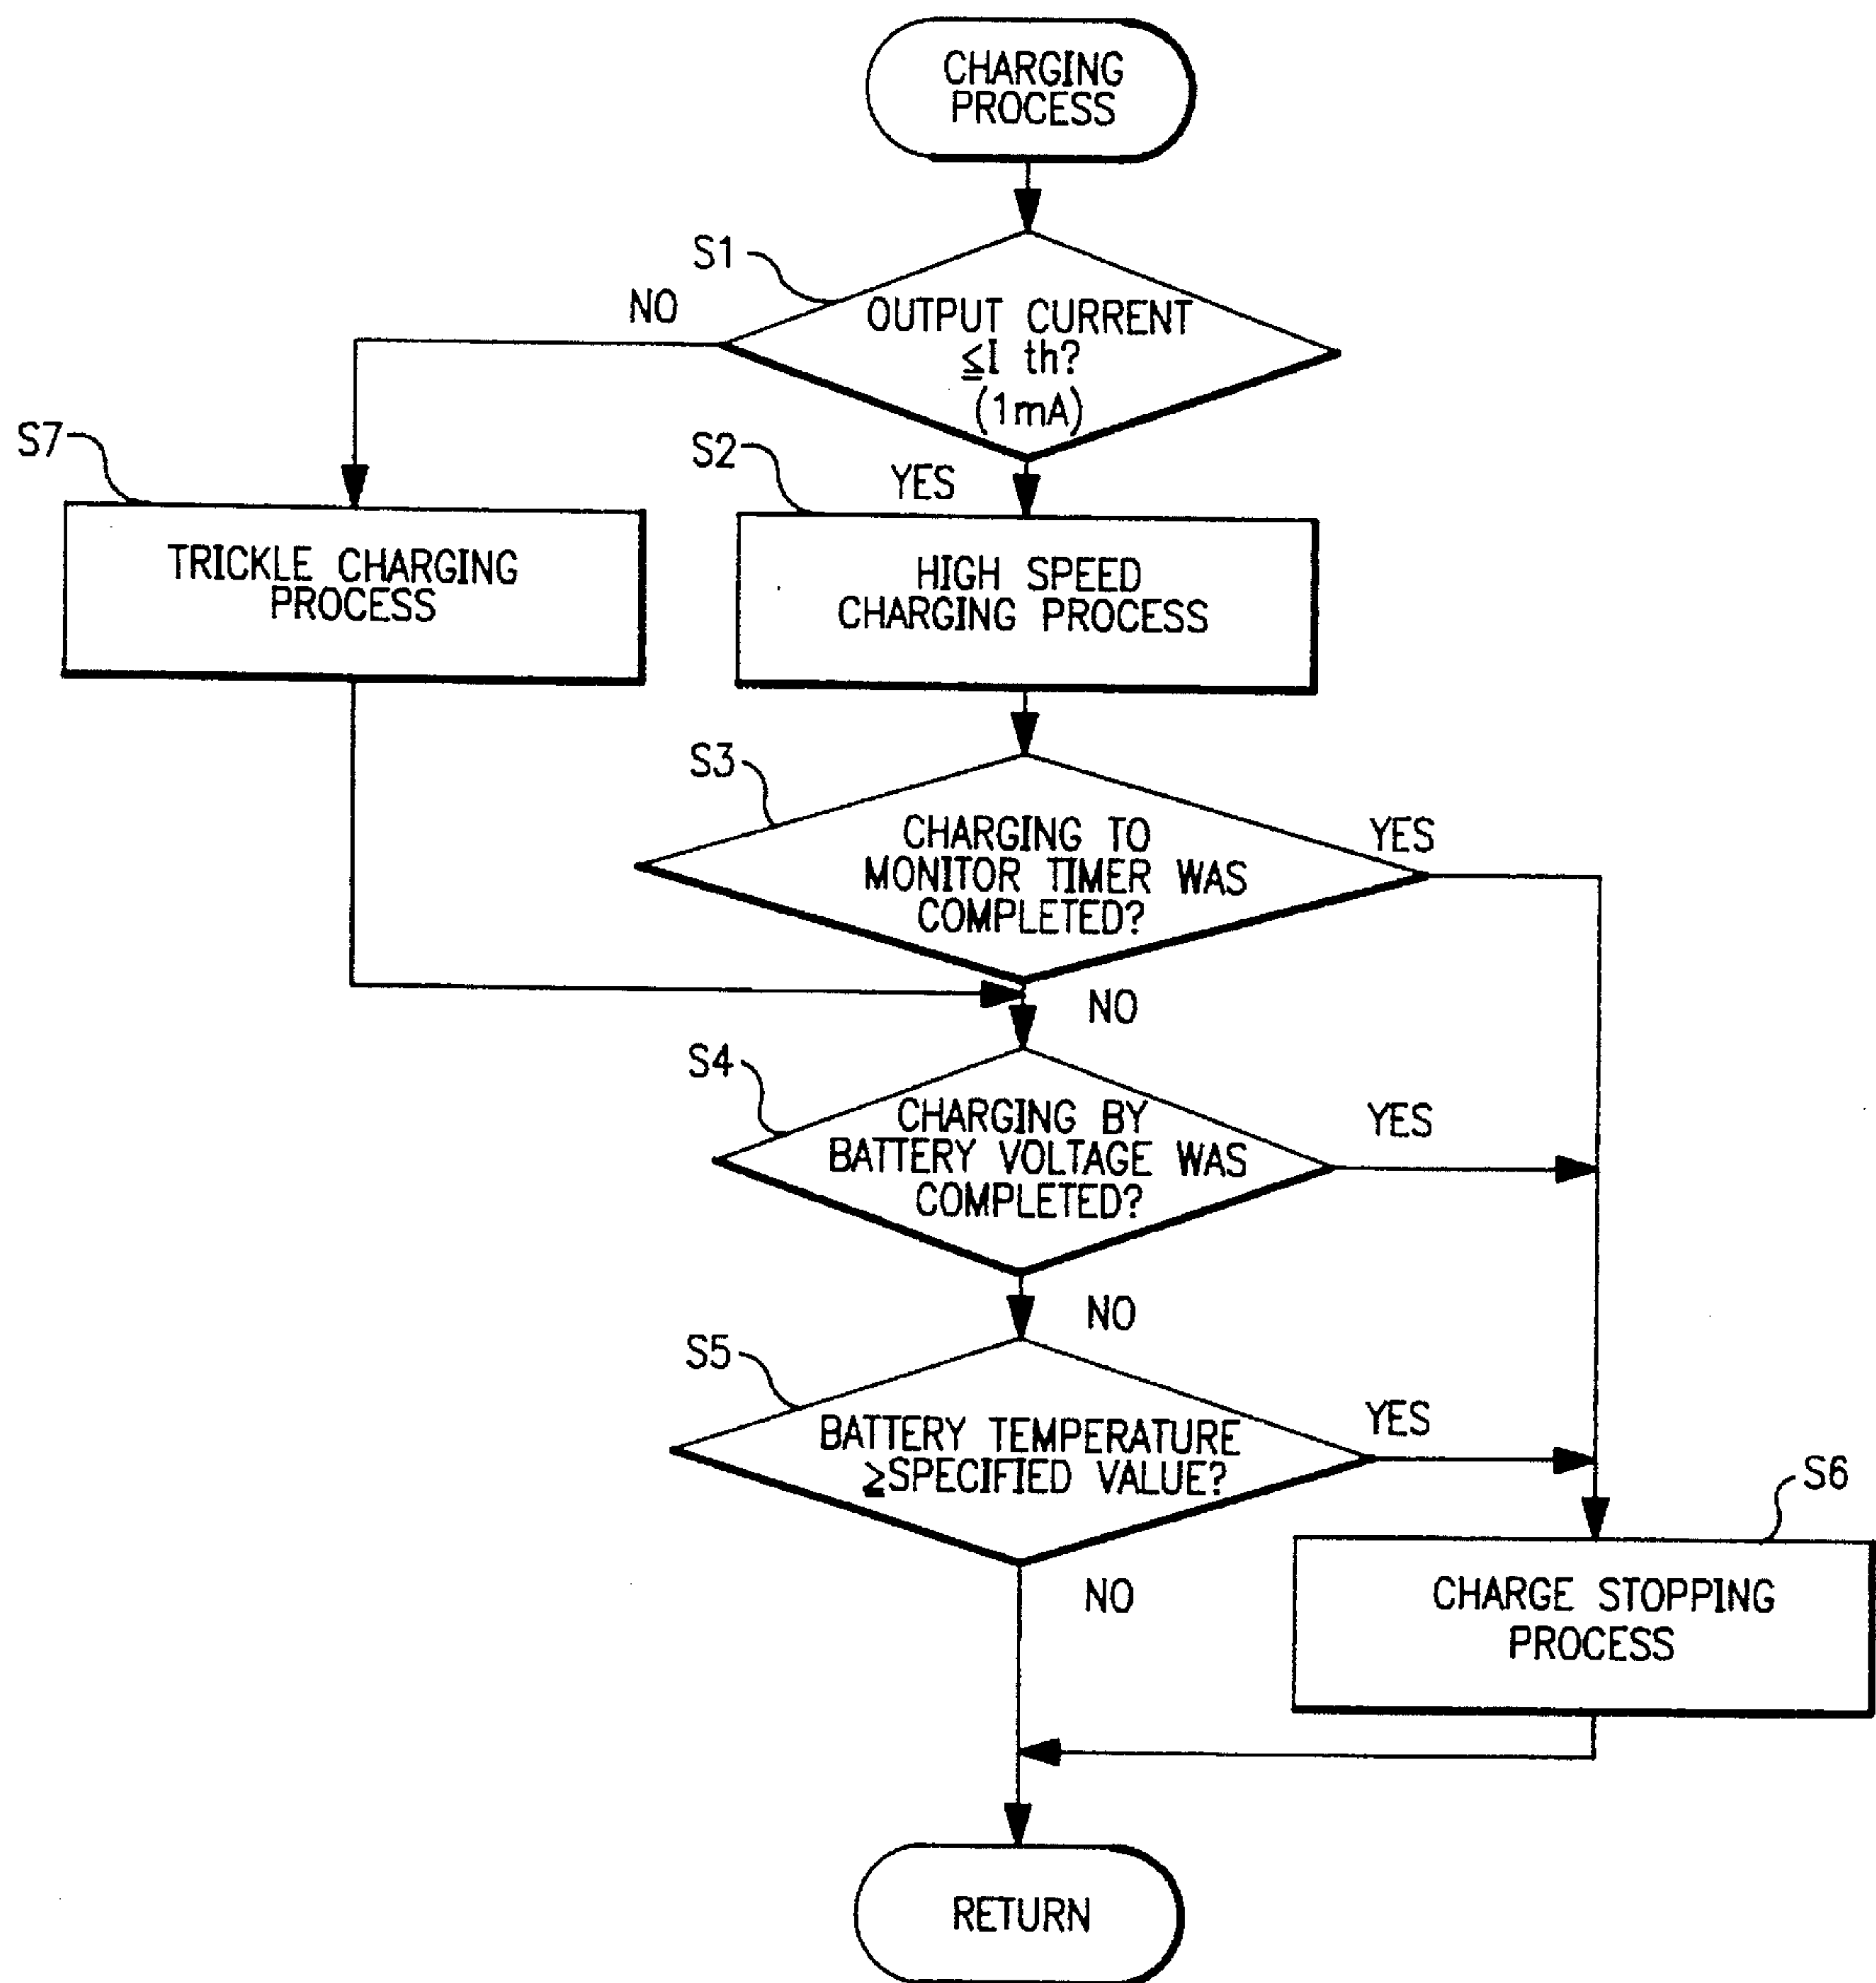 CHARGING
PROCESS
S1
NO
OUTPUT CURRENT
≦I th?
(1mA)
S7
S2
YES
TRICKLE CHARGING
PROCESS
HIGH SPEED
CHARGING PROCESS
S3
CHARGING TO
MONITOR TIMER WAS
COMPLETED?
YES
NO
S4
CHARGING BY
BATTERY VOLTAGE WAS
COMPLETED?
YES
NO
S5
BATTERY TEMPERATURE
≧SPECIFIED VALUE?
YES
S6
NO
CHARGE STOPPING
PROCESS
RETURN